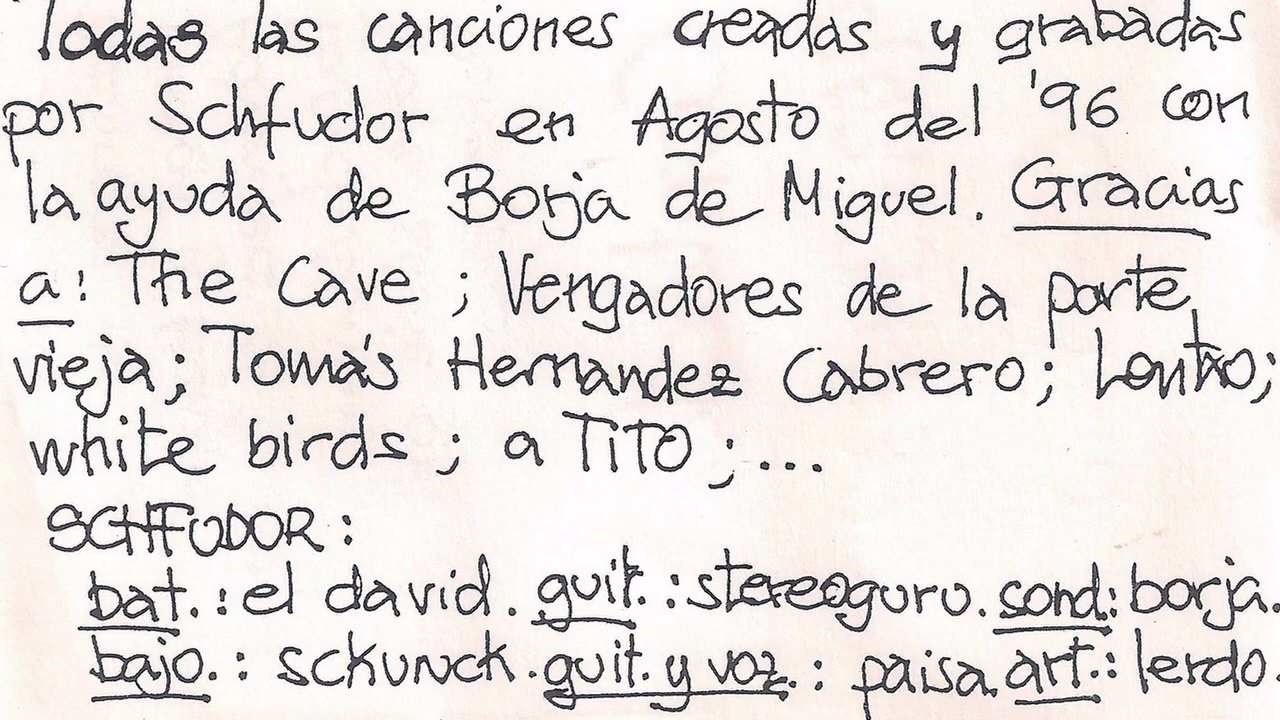 Todas las canciones creadas y grabadas
por Schfudor en Agosto del '96 con
la ayuda de Borja de Miguel. Gracias
a: The Cave ; Vengadores de la parte
vieja; Tomás Hernandez Cabrero;
white birds ; a TITO ; ...
SCHFUDOR :
bat. : el david. guit. : stereoguru. sond.: borja.
bajo. : sckunck. guit. y voz. : paisa. art.: lerdo.